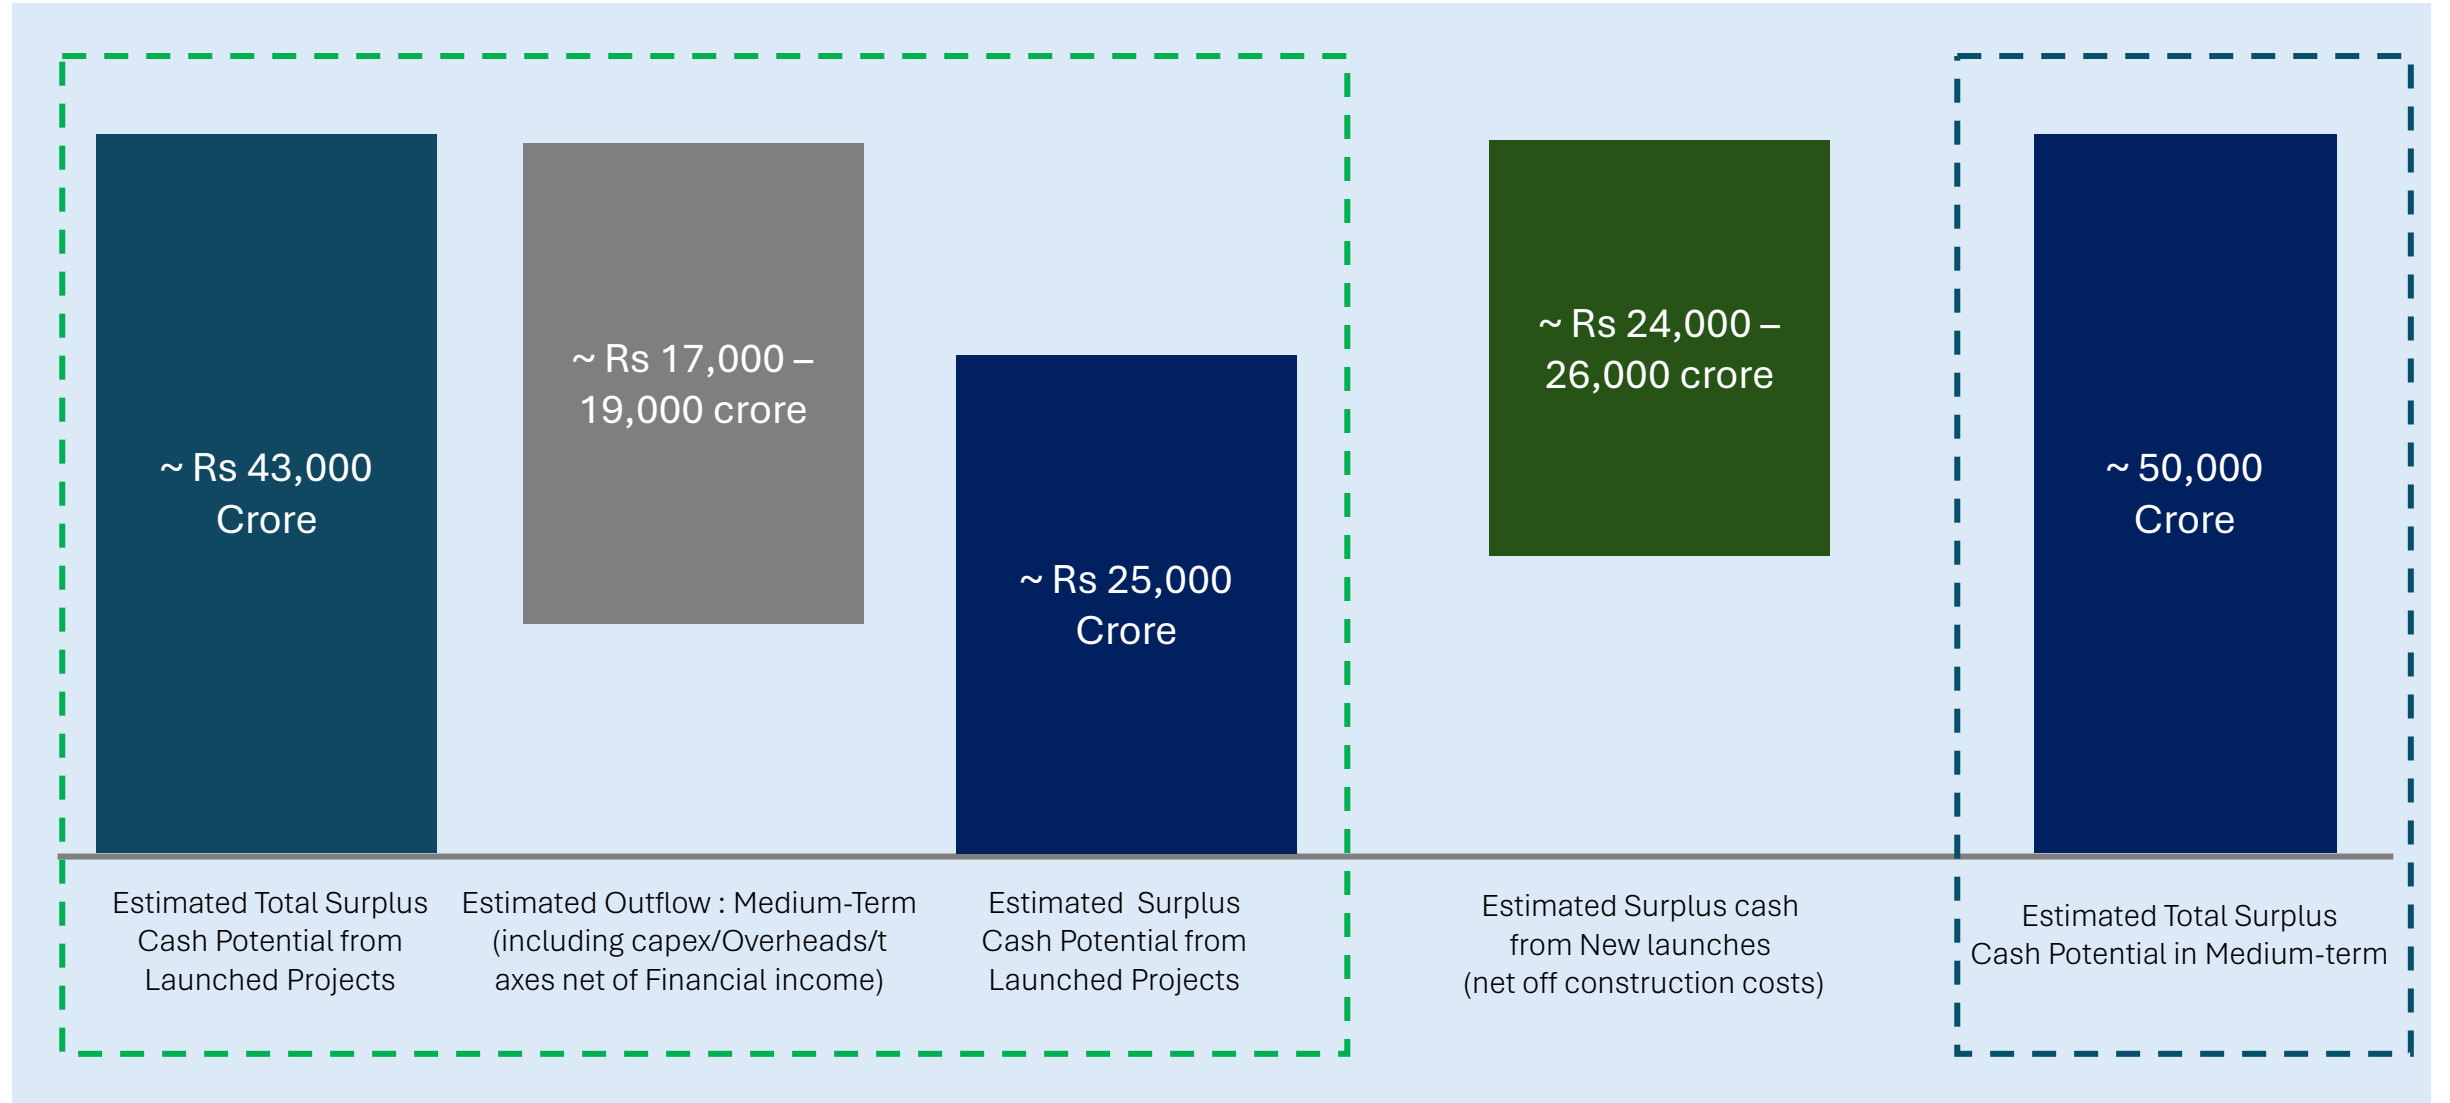 ~ Rs 43,000
Crore
~ Rs 17,000 –
19,000 crore
~ Rs 25,000
Crore
~ Rs 24,000 –
26,000 crore
~ 50,000
Crore
Estimated Total Surplus
Cash Potential from
Launched Projects
Estimated Outflow : Medium-Term
(including capex/Overheads/t
axes net of Financial income)
Estimated Surplus
Cash Potential from
Launched Projects
Estimated Surplus cash
from New launches
(net off construction costs)
Estimated Total Surplus
Cash Potential in Medium-term